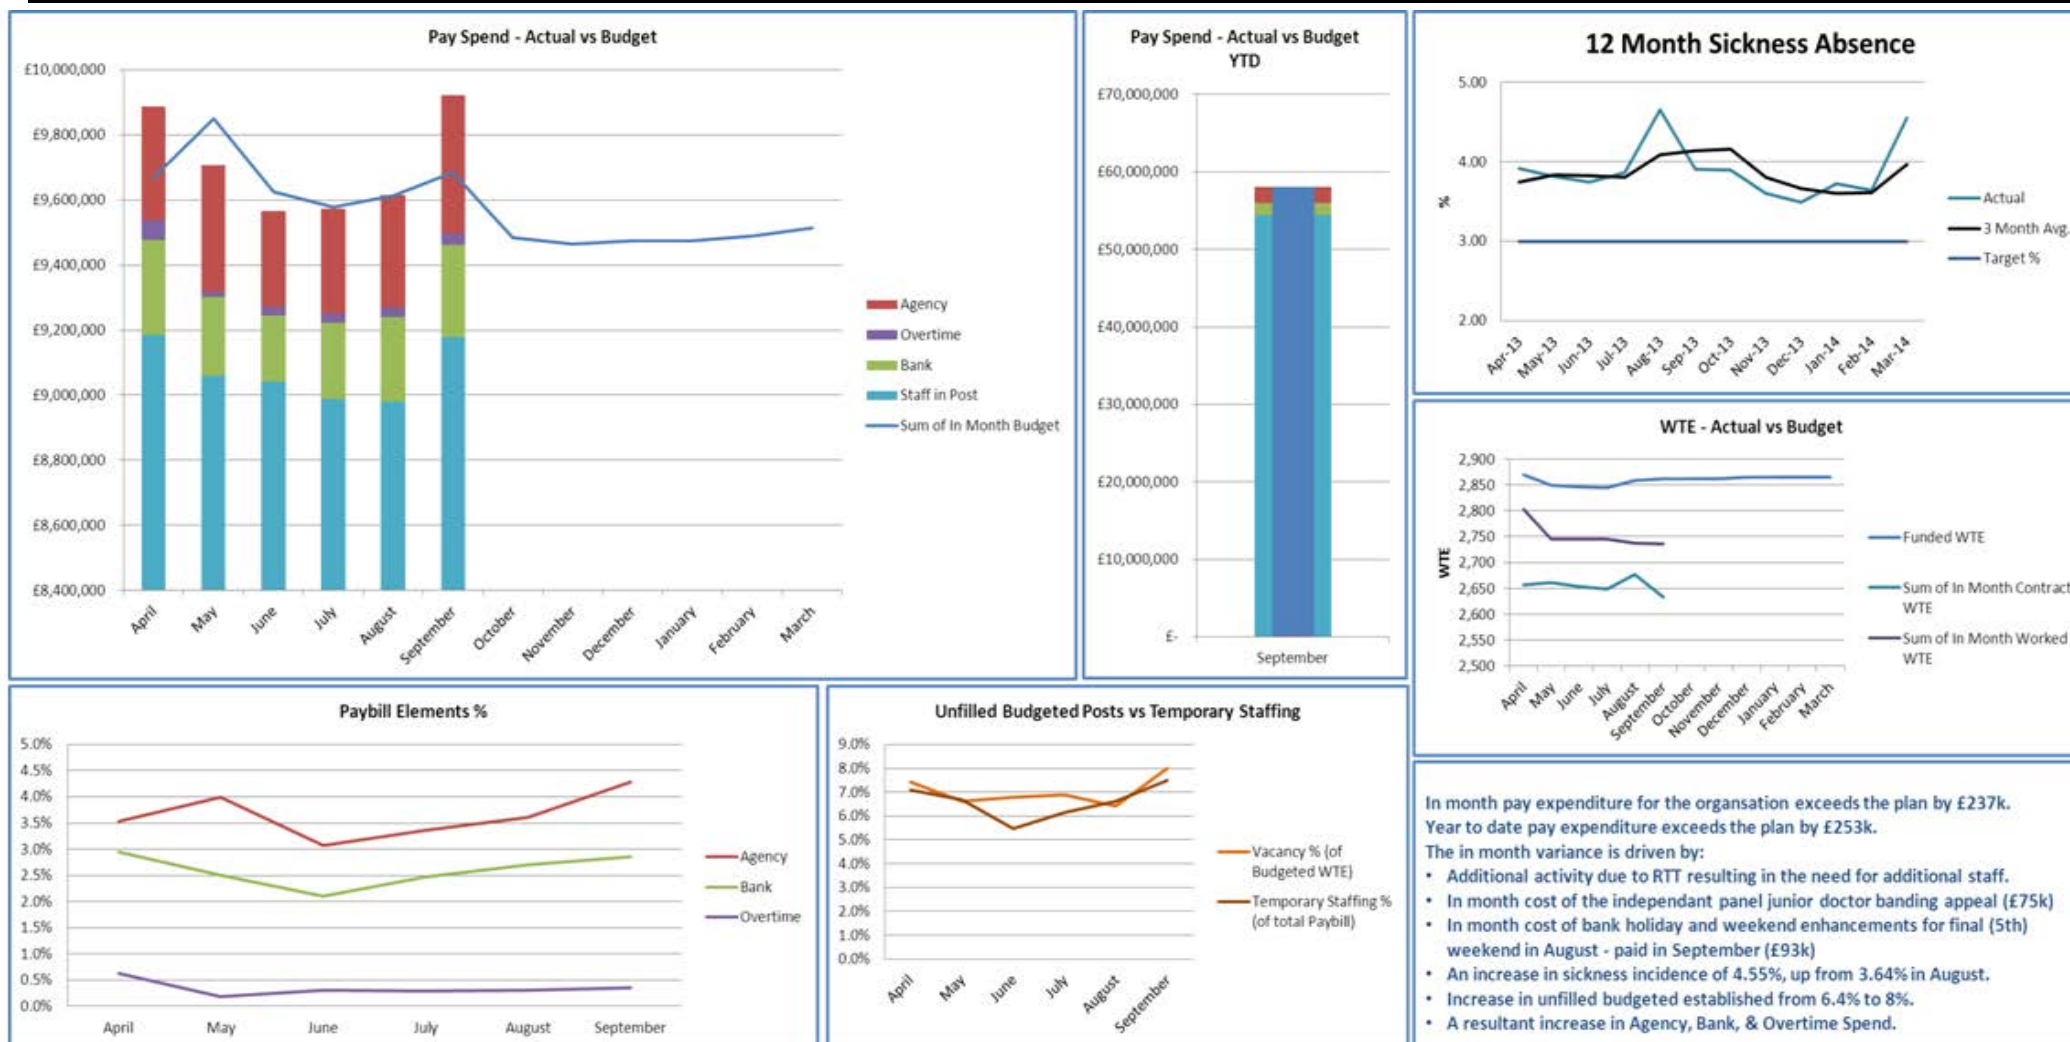 Pay Spend - Actual vs Budget
£10,000,000
£9,800,000
£9,600,000
£9,400,000
£9,200,000
£9,000,000
£8,800,000
£8,600,000
£8,400,000
April
May
June
July
August
September
October
November
December
January
February
March
Agency
Overtime
Bank
Staff in Post
Sum of In Month Budget
Pay Spend - Actual vs Budget
YTD
£70,000,000
£60,000,000
£50,000,000
£40,000,000
£30,000,000
£20,000,000
£10,000,000
£-
September
12 Month Sickness Absence
%
5.00
4.00
3.00
2.00
Apr-13
May-13
Jun-13
Jul-13
Aug-13
Sep-13
Oct-13
Nov-13
Dec-13
Jan-14
Feb-14
Mar-14
Actual
3 Month Avg.
Target %
WTE - Actual vs Budget
WTE
2,900
2,850
2,800
2,750
2,700
2,650
2,600
2,550
2,500
April
May
June
July
August
September
October
November
December
January
February
March
Funded WTE
Sum of In Month Contract
WTE
Sum of In Month Worked
WTE
Paybill Elements %
5.0%
4.5%
4.0%
3.5%
3.0%
2.5%
2.0%
1.5%
1.0%
0.5%
0.0%
April
May
June
July
August
September
Agency
Bank
Overtime
Unfilled Budgeted Posts vs Temporary Staffing
9.0%
8.0%
7.0%
6.0%
5.0%
4.0%
3.0%
2.0%
1.0%
0.0%
April
May
June
July
August
September
Vacancy % (of
Budgeted WTE)
Temporary Staffing %
(of total Paybill)
In month pay expenditure for the organsation exceeds the plan by £237k.
Year to date pay expenditure exceeds the plan by £253k.
The in month variance is driven by:
• Additional activity due to RTT resulting in the need for additional staff.
• In month cost of the independant panel junior doctor banding appeal (£75k)
• In month cost of bank holiday and weekend enhancements for final (5th)
weekend in August - paid in September (£93k)
• An increase in sickness incidence of 4.55%, up from 3.64% in August.
• Increase in unfilled budgeted established from 6.4% to 8%.
• A resultant increase in Agency, Bank, & Overtime Spend.